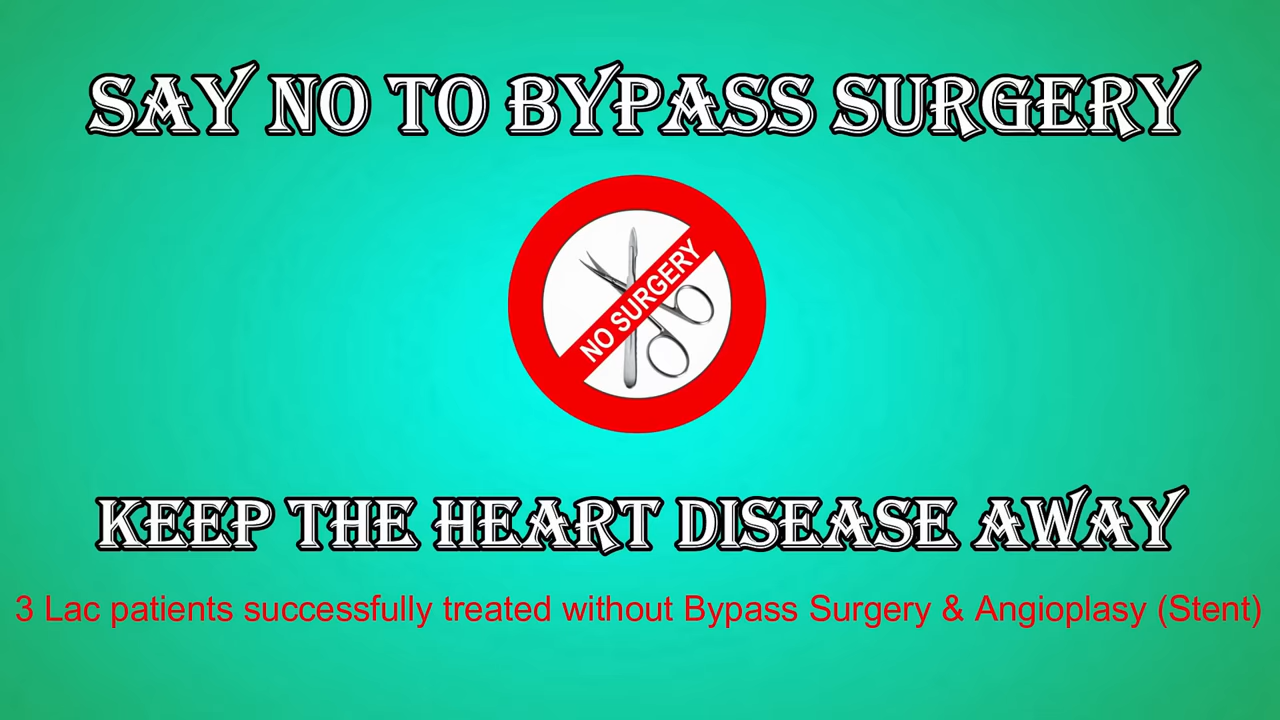 SAY NO TO BYPASS SURGERY
NO SURGERY
KEEP THE HEART DISEASE AWAY
3 Lac patients successfully treated without Bypass Surgery & Angioplasy (Stent)